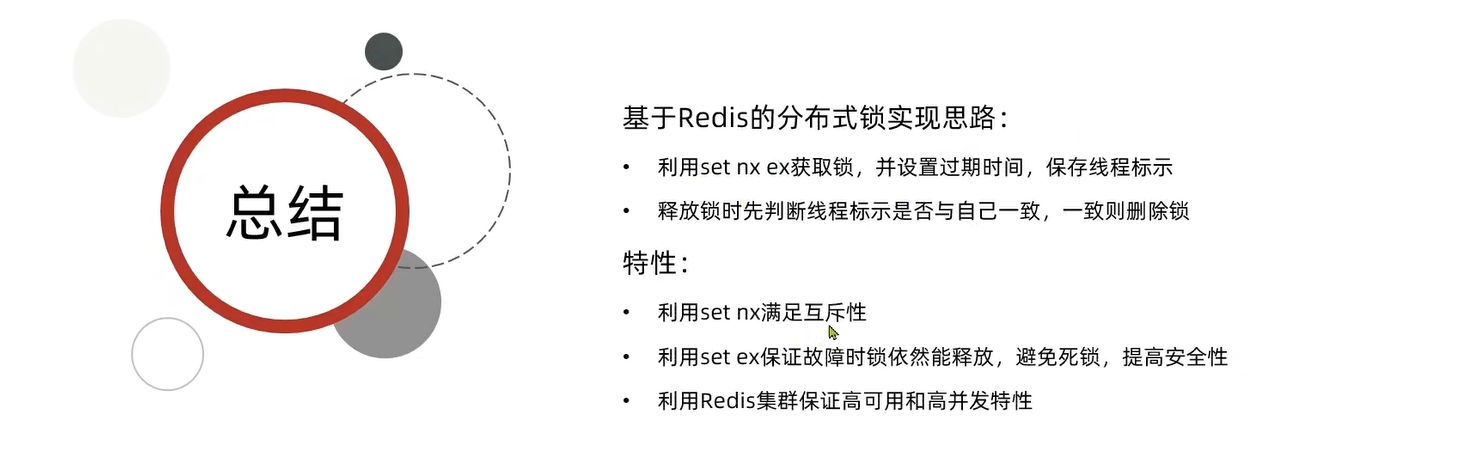 总结
基于Redis的分布式锁实现思路：
• 利用set nx ex获取锁，并设置过期时间，保存线程标示
• 释放锁时先判断线程标示是否与自己一致，一致则删除锁
特性：
• 利用set nx满足互斥性
• 利用set ex保证故障时锁依然能释放，避免死锁，提高安全性
• 利用Redis集群保证高可用和高并发特性